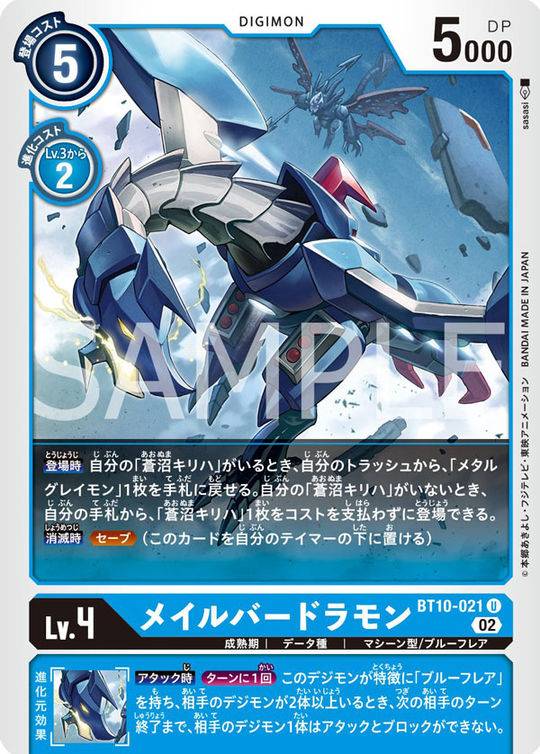 登場コスト
5
DIGIMON
5000
DP
進化コスト
Lv.3から
2
sasasi
SAMPLE
© 本郷あきよし・フジテレビ・東映アニメーション BANDAI MADE IN JAPAN
登場時 自分の「蒼沼キリハ」がいるとき、自分のトラッシュから、「メタル
グレイモン」1枚を手札に戻せる。自分の「蒼沼キリハ」がいないとき、
自分の手札から、「蒼沼キリハ」1枚をコストを支払わずに登場できる。
消滅時 セーブ (このカードを自分のテイマーの下に置ける)
Lv.4
メイルバードラモン
BT10-021 U
02
成熟期 | データ種 | マシーン型/ブルーフレア
進化元効果
アタック時 ターンに1回 このデジモンが特徴に「ブルーフレア」
を持ち、相手のデジモンが2体以上いるとき、次の相手のターン
終了まで、相手のデジモン1体はアタックとブロックができない。